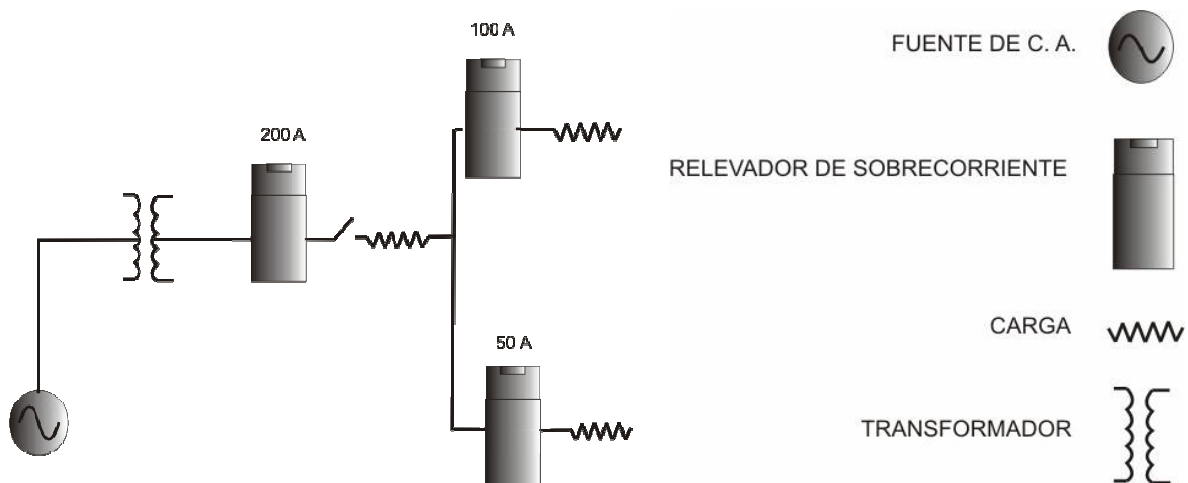 100 A
200 A
50 A
FUENTE DE C. A.
RELEVADOR DE SOBRECORRIENTE
CARGA
TRANSFORMADOR